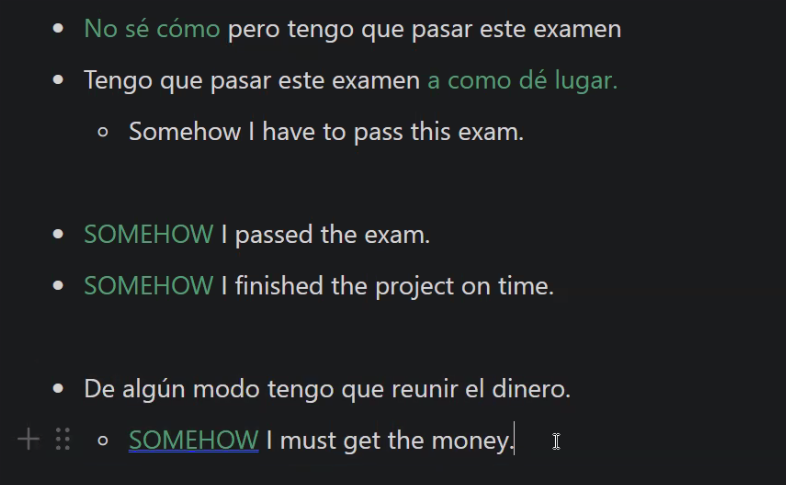 No sé cómo pero tengo que pasar este examen
Tengo que pasar este examen a como dé lugar.
Somehow I have to pass this exam.
SOMEHOW I passed the exam.
SOMEHOW I finished the project on time.
De algún modo tengo que reunir el dinero.
SOMEHOW I must get the money.